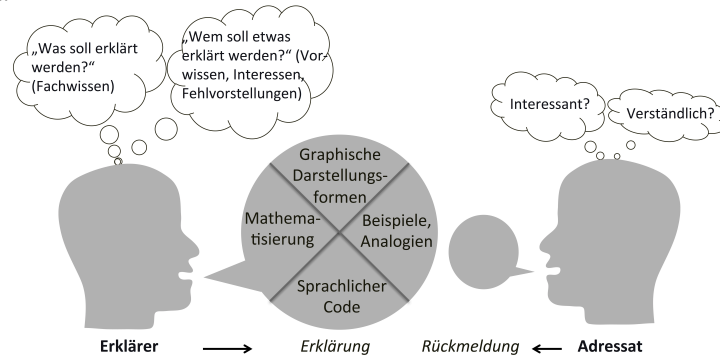 „Was soll erklärt
werden?“
(Fachwissen)
„Wem soll etwas
erklärt werden?“ (Vor-
wissen, Interessen,
Fehlvorstellungen)
Interessant?
Verständlich?
Graphische
Darstellungs-
formen
Mathema-
tisierung
Beispiele,
Analogien
Sprachlicher
Code
Erklärer
Erklärung
Rückmeldung
Adressat